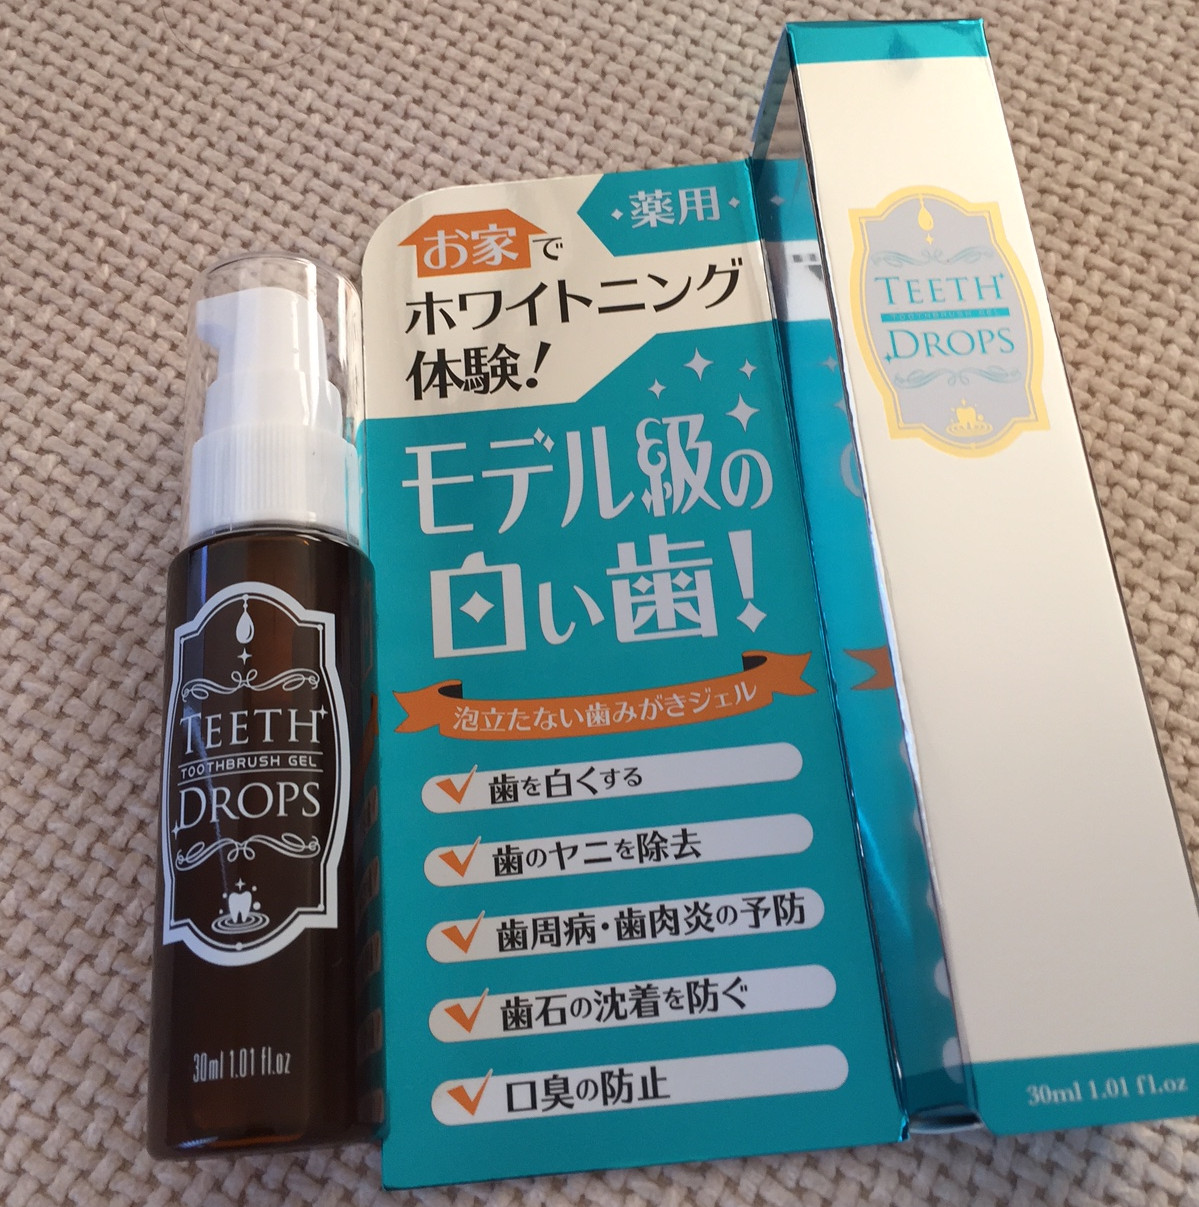 TEETH
TOOTHBRUSH GEL
DROPS
30ml 1.01 fl.oz
薬用
お家で
ホワイトニング
体験!
モデル級の
白い歯!
泡立たない歯みがきジェル
歯を白くする
歯のヤニを除去
歯周病・歯肉炎の予防
歯石の沈着を防ぐ
口臭の防止
TEETH
TOOTHBRUSH GEL
DROPS
30ml 1.01 fl.oz